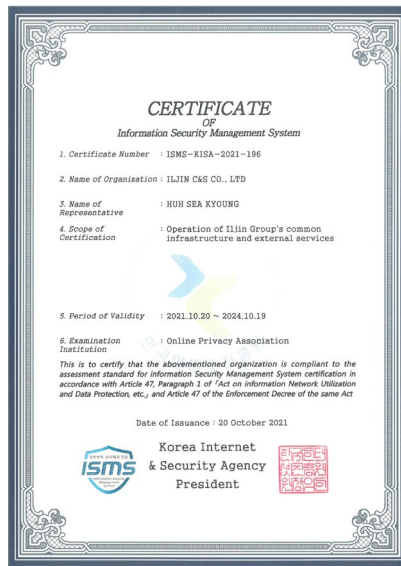 CERTIFICATE
OF
Information Security Management System
1. Certificate Number : ISMS-KISA-2021-196
2. Name of Organization : ILJIN C&S CO., LTD
3. Name of : HUH SEA KYOUNG
Representative
4. Scope of : Operation of Iljin Group's common
Certification infrastructure and external services
5. Period of Validity : 2021.10.20 ~ 2024.10.19
6. Examination : Online Privacy Association
Institution
This is to certify that the abovementioned organization is compliant to the
assessment standard for information Security Management System certification in
accordance with Article 47, Paragraph 1 of「Act on information Network Utilization
and Data Protection, etc.」and Article 47 of the Enforcement Decree of the same Act
Date of Issuance : 20 October 2021
Korea Internet
& Security Agency
President
ISMS
Information Security
Management
System